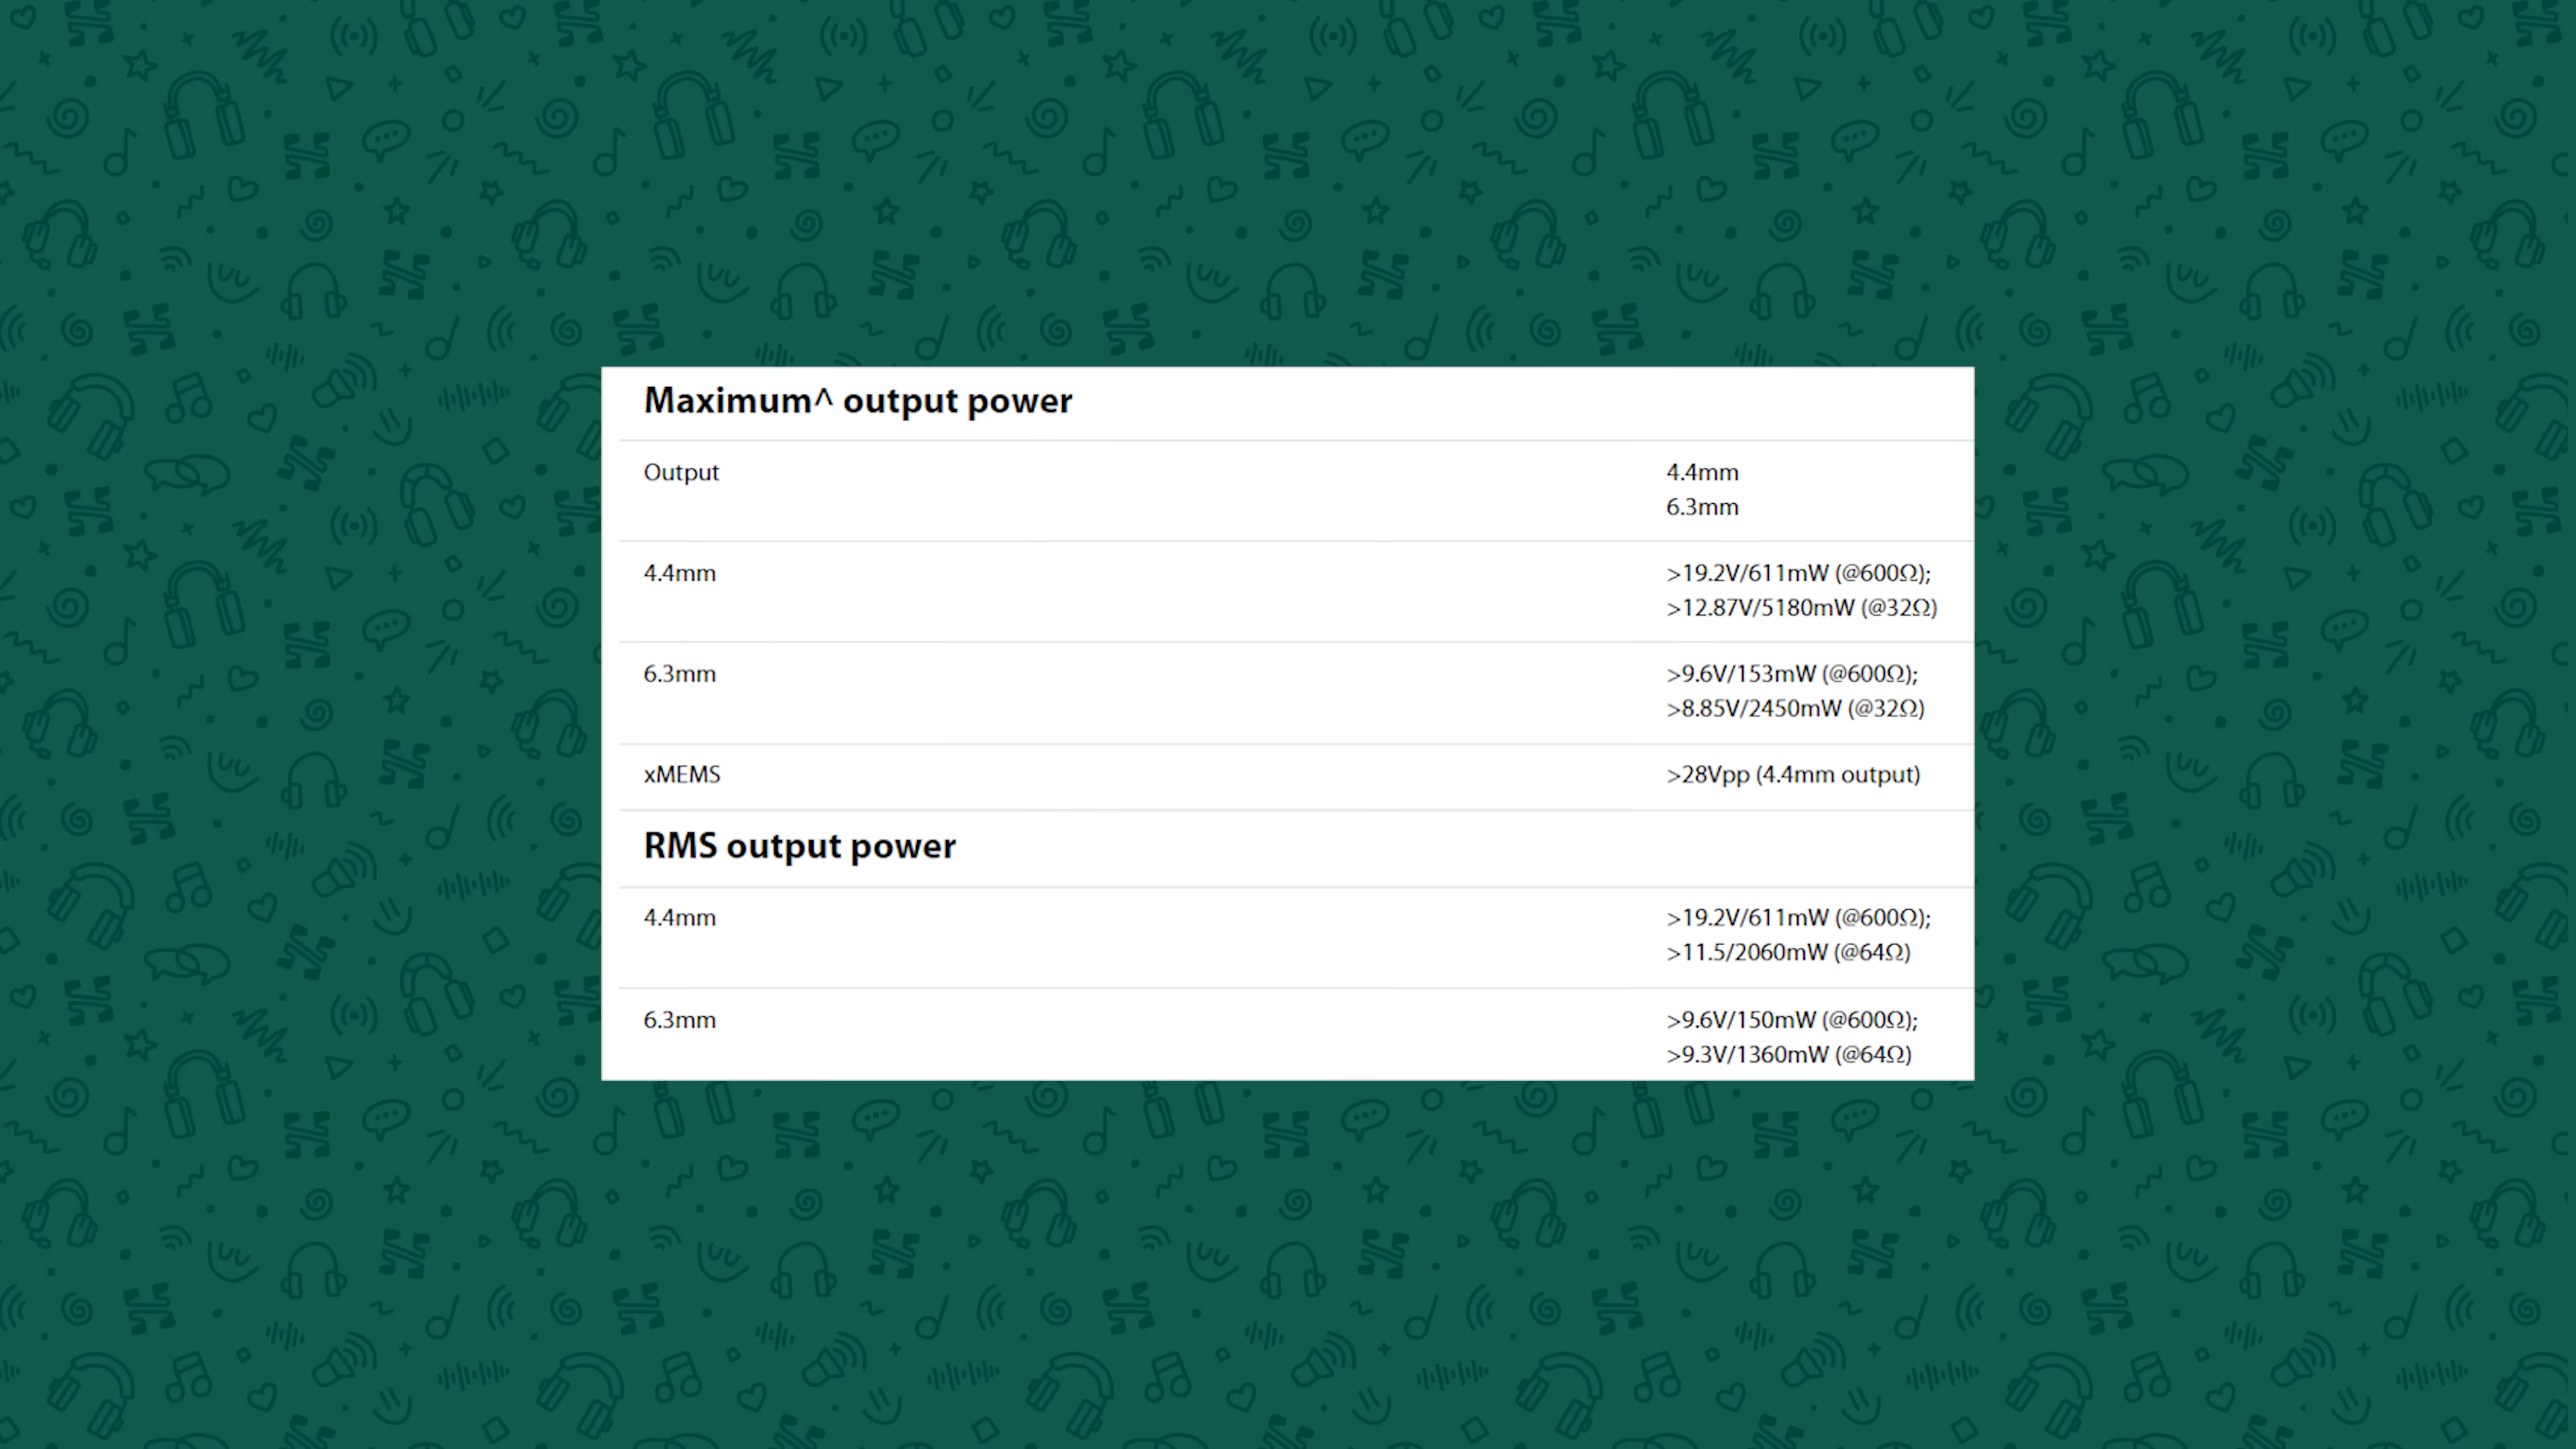 Maximum^ output power
Output
4.4mm
6.3mm
4.4mm
>19.2V/611mW (@600Ω);
>12.87V/5180mW (@32Ω)
6.3mm
>9.6V/153mW (@600Ω);
>8.85V/2450mW (@32Ω)
xMEMS
>28Vpp (4.4mm output)
RMS output power
4.4mm
>19.2V/611mW (@600Ω);
>11.5/2060mW (@64Ω)
6.3mm
>9.6V/150mW (@600Ω);
>9.3V/1360mW (@64Ω)